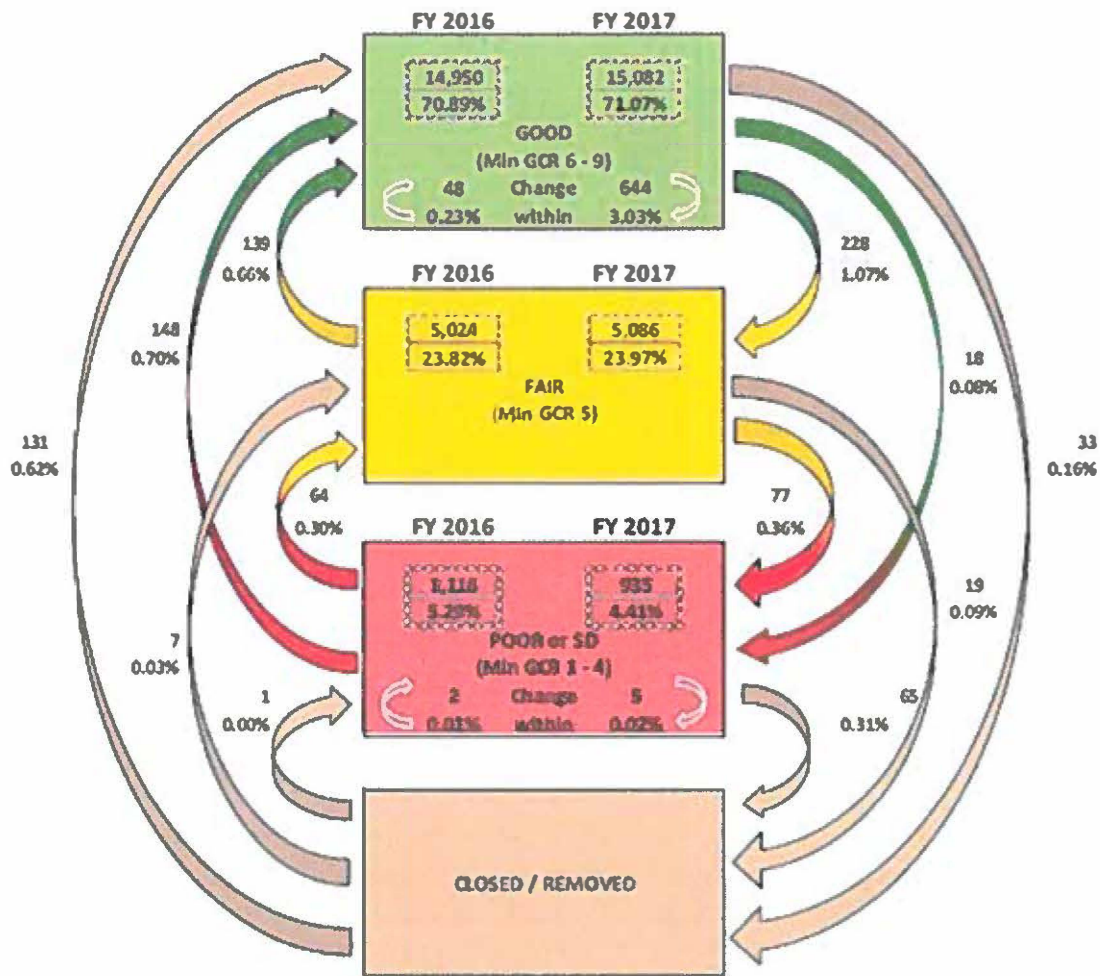 FY 2016 FY 2017
14,950 15,082
70.89% 71.07%
GOOD
(Min GCR 6 - 9)
48 Change 644
0.23% within 3.03%
139
0.66%
228
1.07%
FY 2016 FY 2017
148
0.70%
5,024 5,086
23.82% 23.97%
18
0.08%
FAIR
(Min GCR 5)
131
0.62%
33
0.16%
64
0.30%
77
0.36%
FY 2016 FY 2017
1,116 935
5.29% 4.41%
19
0.09%
7
0.03%
POOR or SD
(Min GCR 1 - 4)
2 Change 5
0.01% within 0.02%
1
0.00%
65
0.31%
CLOSED / REMOVED